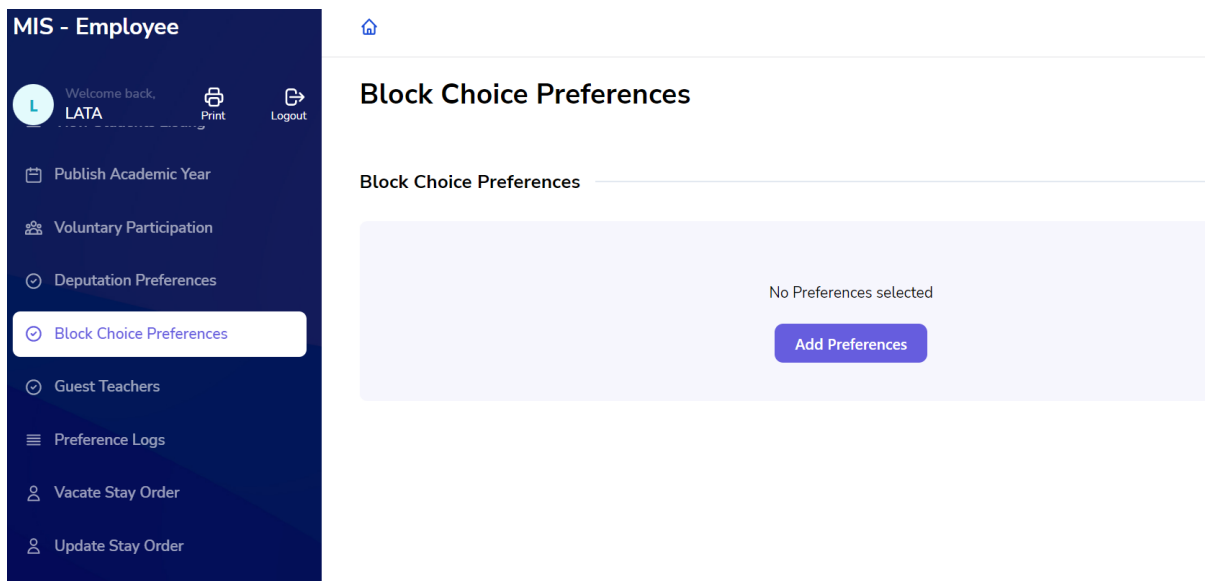 MIS - Employee
L
Welcome back,
LATA
Print
Logout
Publish Academic Year
Voluntary Participation
Deputation Preferences
Block Choice Preferences
Guest Teachers
Preference Logs
Vacate Stay Order
Update Stay Order
Block Choice Preferences
Block Choice Preferences
No Preferences selected
Add Preferences